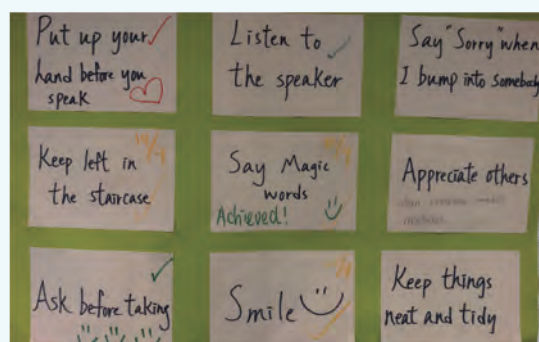 Put up your
hand before you
speak
Listen to
the speaker
Say "Sorry" when
I bump into somebody
Keep left in
the staircase
Say Magic
words
Achieved!
Appreciate others
Ask before taking
Smile
Keep things
neat and tidy